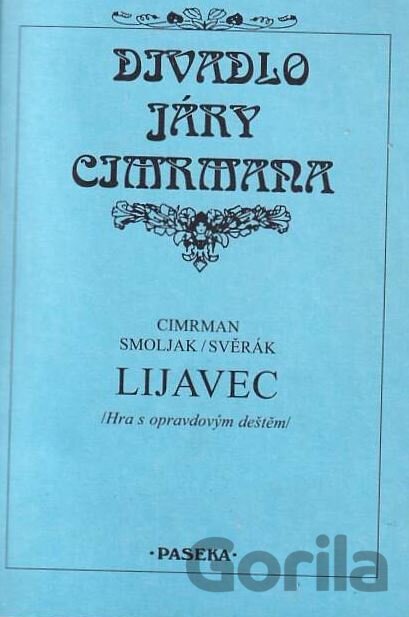 DIVADLO
JÁRY
CIMRMANA
CIMRMAN
SMOLJAK/SVĚRÁK
LIJAVEC
/Hra s opravdovým deštěm/
·PASEKA·
Gorila